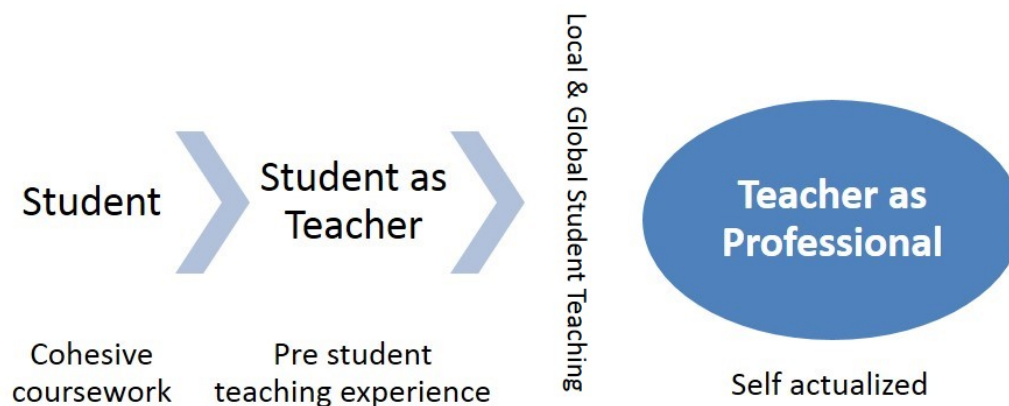 Student
Student as
Teacher
Local & Global Student Teaching
Teacher as
Professional
Cohesive
coursework
Pre student
teaching experience
Self actualized